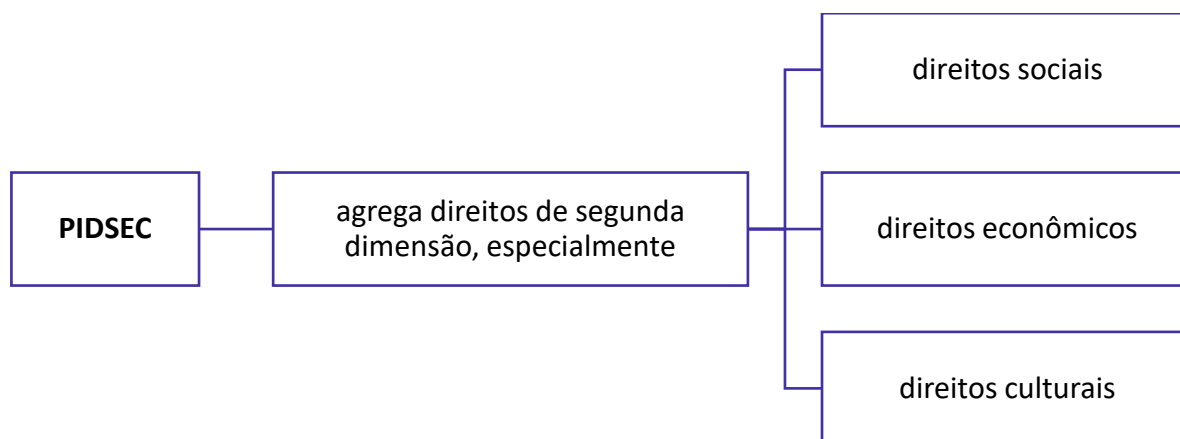 PIDSEC
agrega direitos de segunda
dimensão, especialmente
direitos sociais
direitos econômicos
direitos culturais